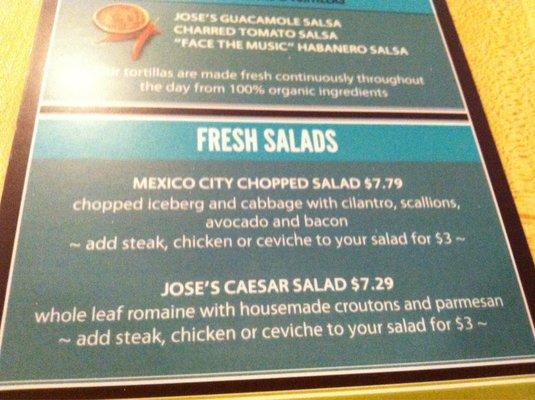 JOSE'S GUACAMOLE SALSA
CHARRED TOMATO SALSA
"FACE THE MUSIC" HABANERO SALSA
tortillas are made fresh continuously throughout
the day from 100% organic ingredients
FRESH SALADS
MEXICO CITY CHOPPED SALAD $7.79
chopped iceberg and cabbage with cilantro, scallions,
avocado and bacon
~ add steak, chicken or ceviche to your salad for $3 ~
JOSE'S CAESAR SALAD $7.29
whole leaf romaine with housemade croutons and parmesan
~ add steak, chicken or ceviche to your salad for $3 ~